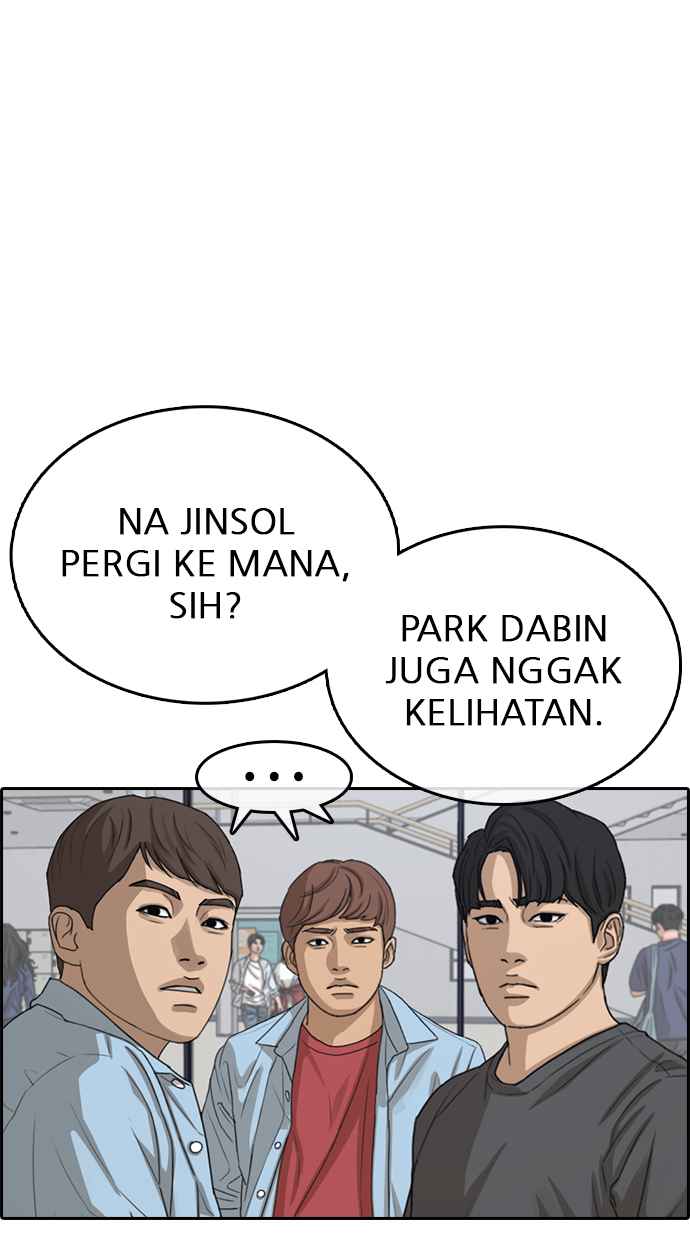 NA JINSOL
PERGI KE MANA,
SIH?
PARK DABIN
JUGA NGGAK
KELIHATAN.
...